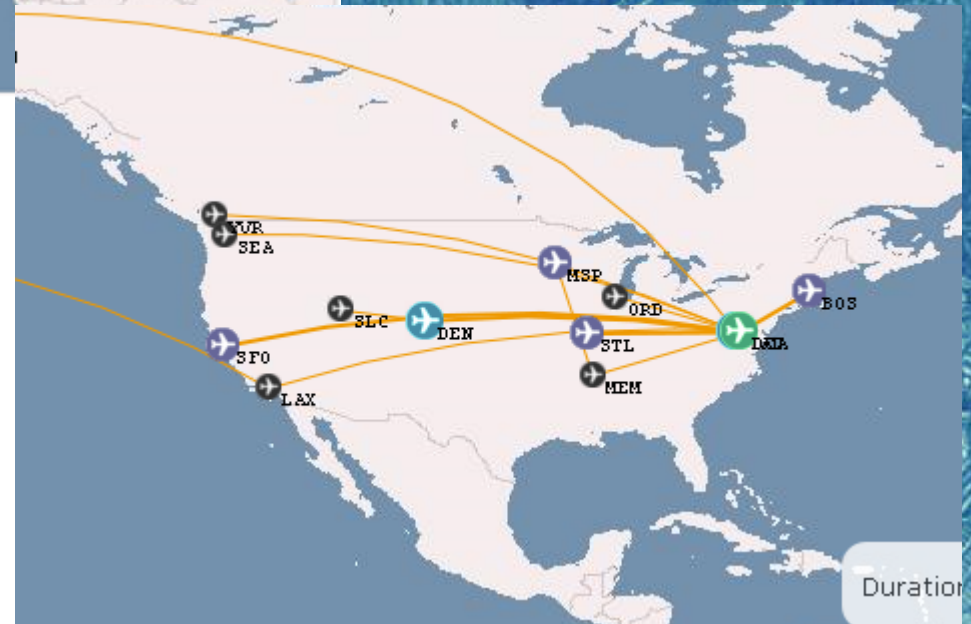 YVR
SEA
MSP
ORD
BOS
SLC
DEN
STL
SFO
MEM
LAX
Duration